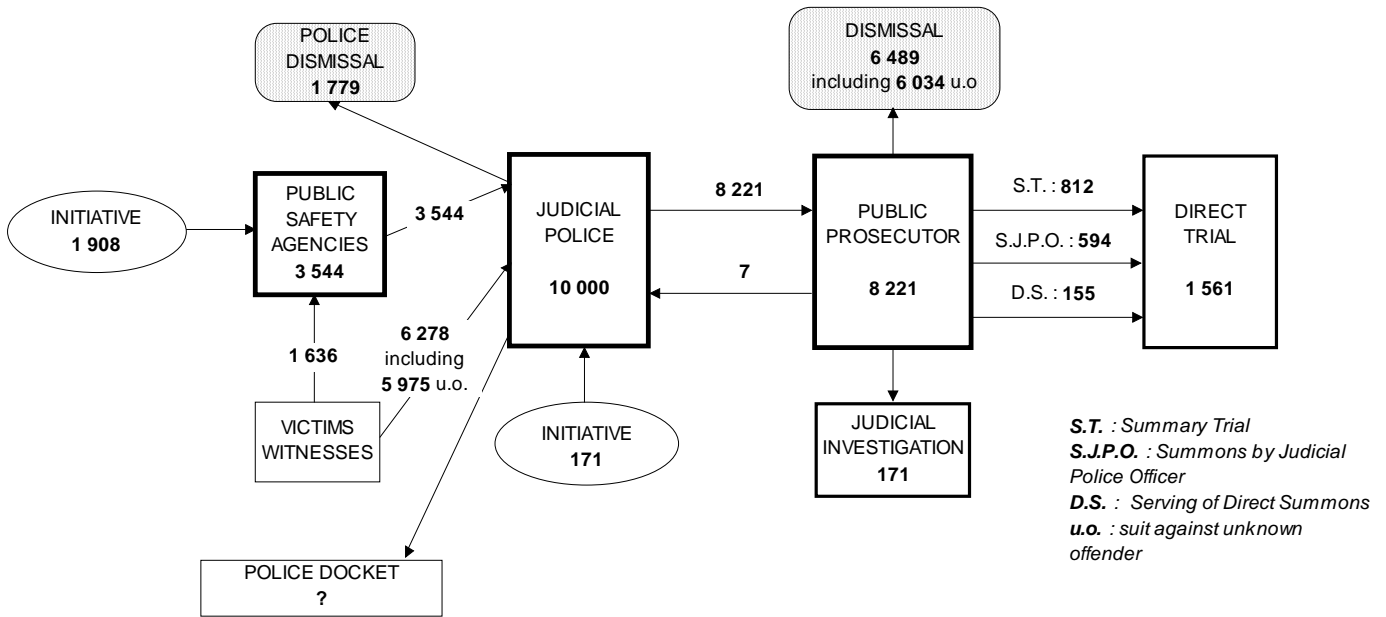 POLICE
DISMISSAL
1 779
DISMISSAL
6 489
including 6 034 u.o
INITIATIVE
1 908
PUBLIC
SAFETY
AGENCIES
3 544
3 544
JUDICIAL
POLICE
10 000
8 221
7
PUBLIC
PROSECUTOR
8 221
S.T. : 812
S.J.P.O. : 594
D.S. : 155
DIRECT
TRIAL
1 561
1 636
6 278
including
5 975 u.o.
VICTIMS
WITNESSES
INITIATIVE
171
JUDICIAL
INVESTIGATION
171
S.T. : Summary Trial
S.J.P.O. : Summons by Judicial
Police Officer
D.S. : Serving of Direct Summons
u.o. : suit against unknown
offender
POLICE DOCKET
?